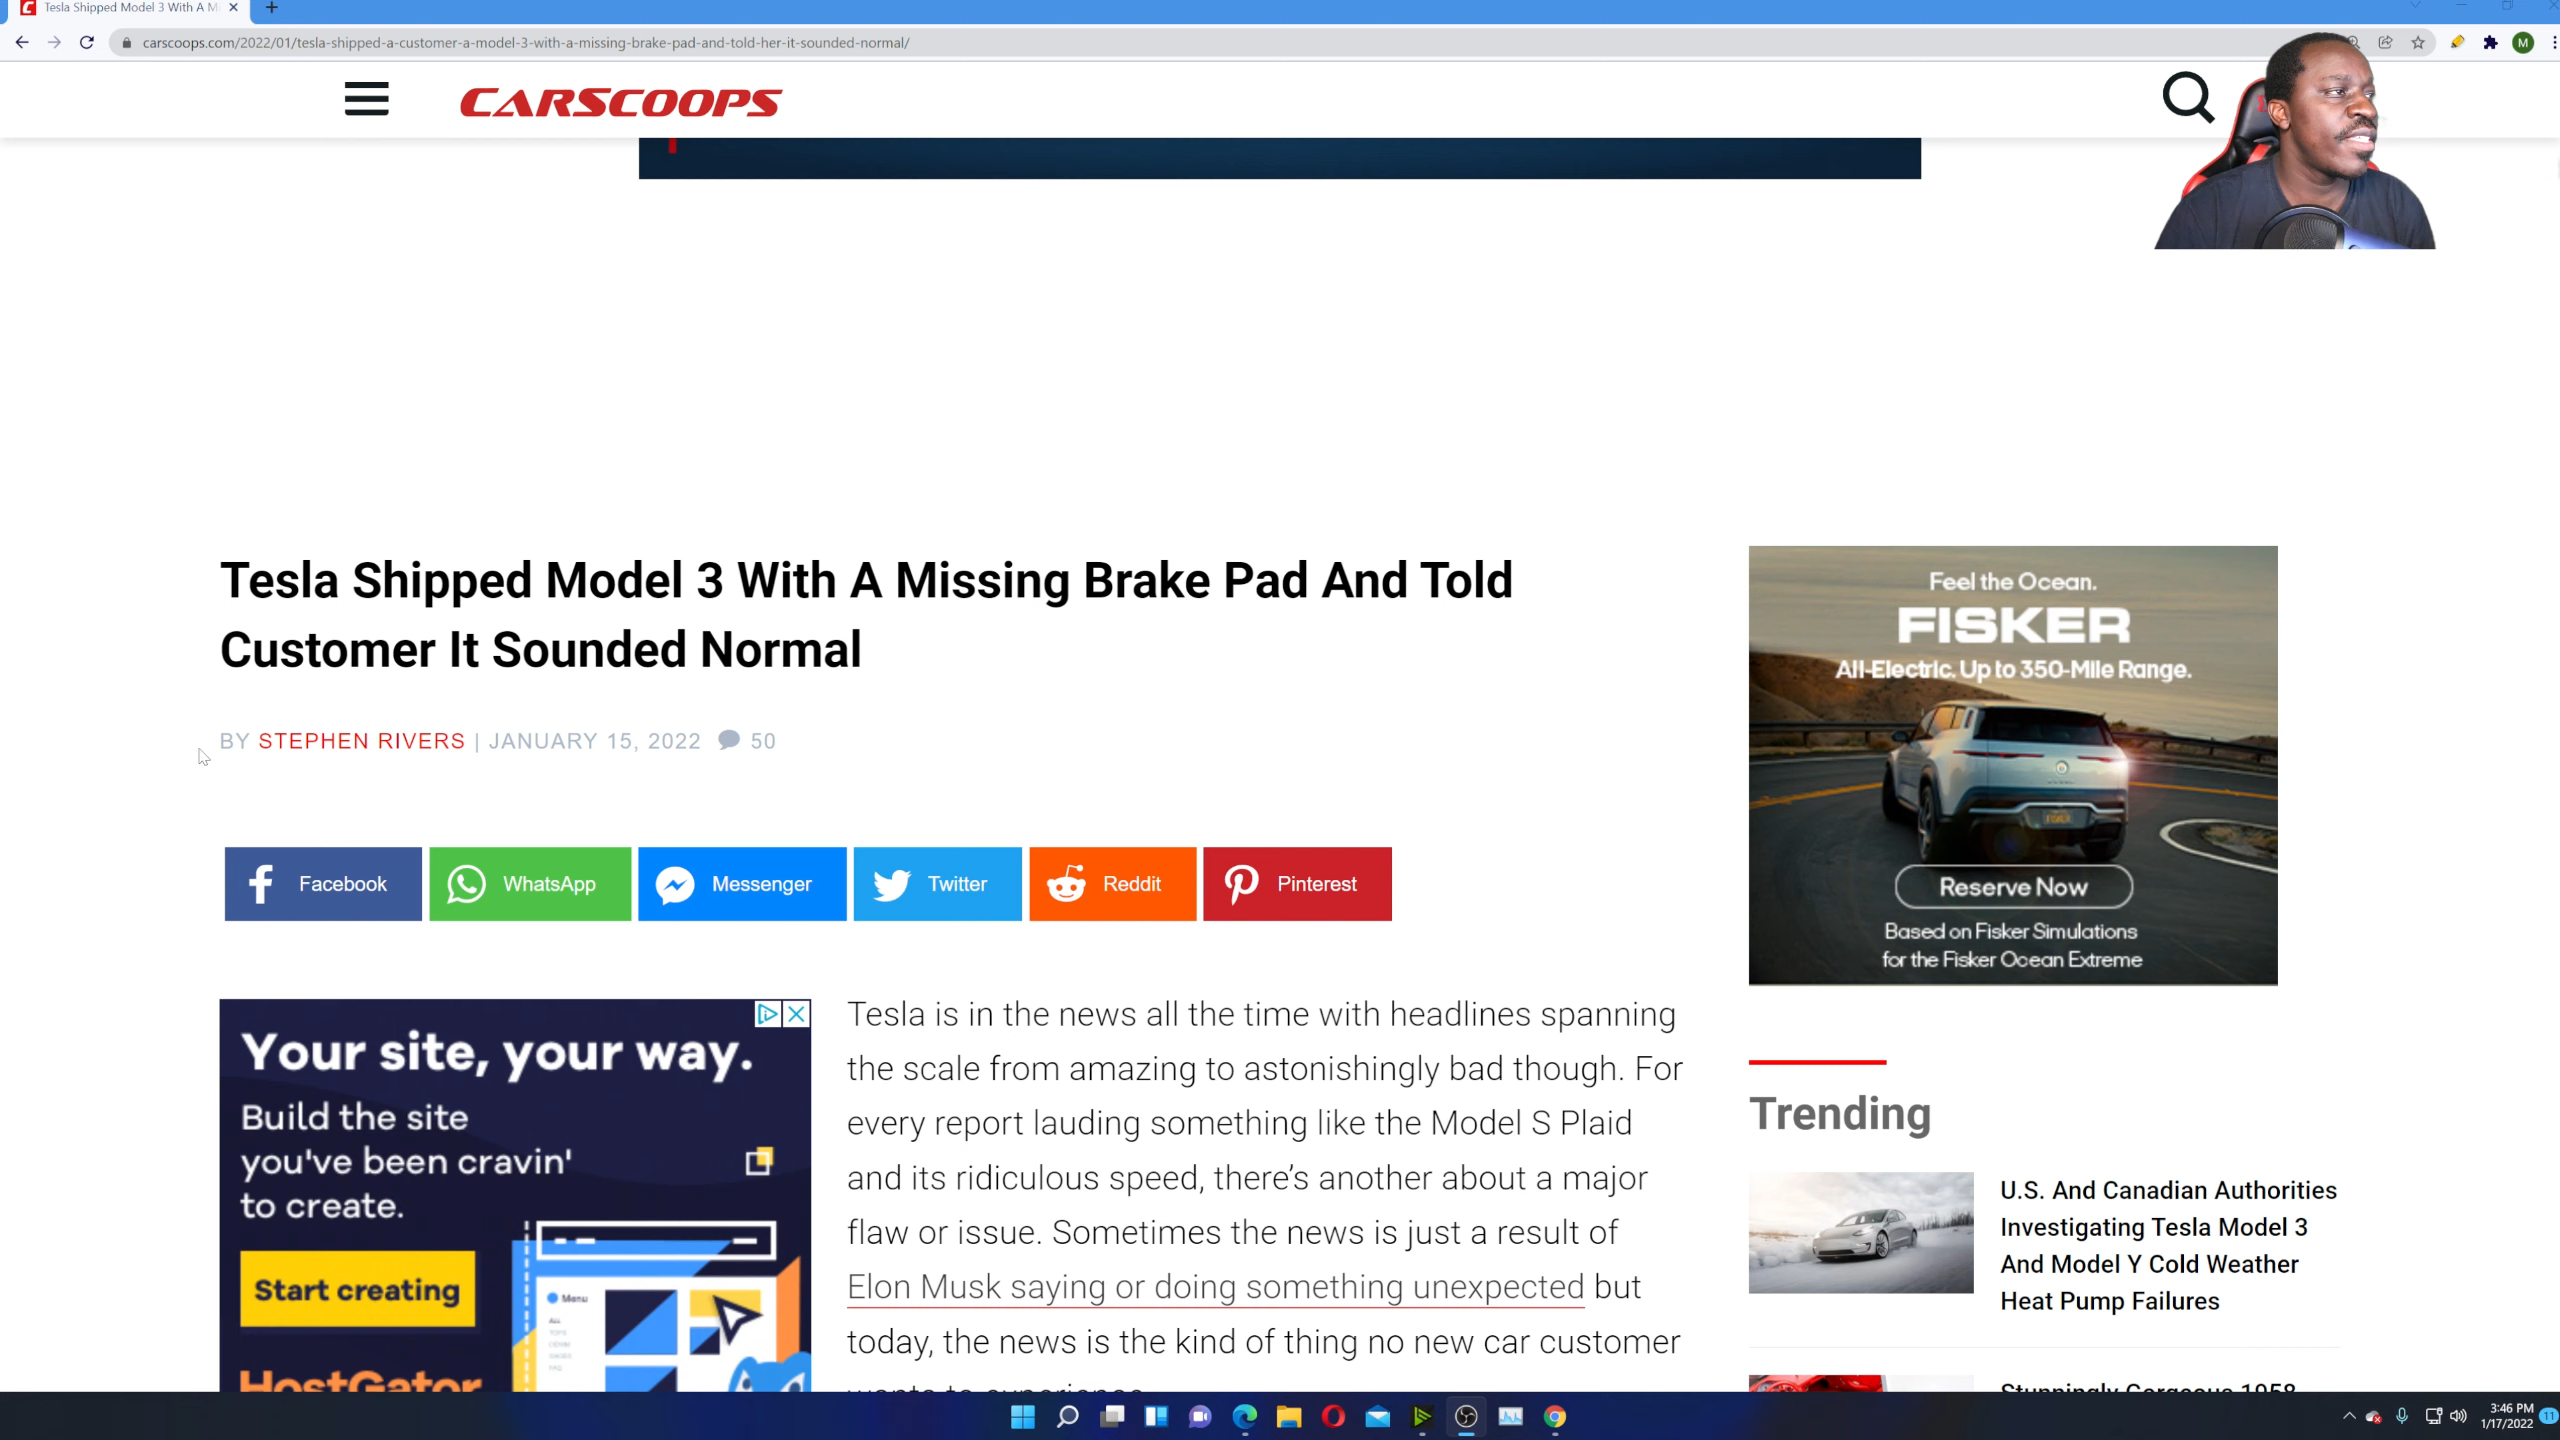 Tesla Shipped Model 3 With A M
carscoops.com/2022/01/tesla-shipped-a-customer-a-model-3-with-a-missing-brake-pad-and-told-her-it-sounded-normal/
M
CARSCOOPS
Tesla Shipped Model 3 With A Missing Brake Pad And Told
Customer It Sounded Normal
BY STEPHEN RIVERS | JANUARY 15, 2022 50
Facebook
WhatsApp
Messenger
Twitter
Reddit
Pinterest
Your site, your way.
Build the site
you've been cravin'
to create.
Start creating
Menu
HostGator
Tesla is in the news all the time with headlines spanning
the scale from amazing to astonishingly bad though. For
every report lauding something like the Model S Plaid
and its ridiculous speed, there's another about a major
flaw or issue. Sometimes the news is just a result of
Elon Musk saying or doing something unexpected but
today, the news is the kind of thing no new car customer
wants to experience
Feel the Ocean.
FISKER
All-Electric. Up to 350-Mile Range.
Reserve Now
Based on Fisker Simulations
for the Fisker Ocean Extreme
Trending
U.S. And Canadian Authorities
Investigating Tesla Model 3
And Model Y Cold Weather
Heat Pump Failures
Stunningly Gorgeous 1958
3:46 PM
1/17/2022
11